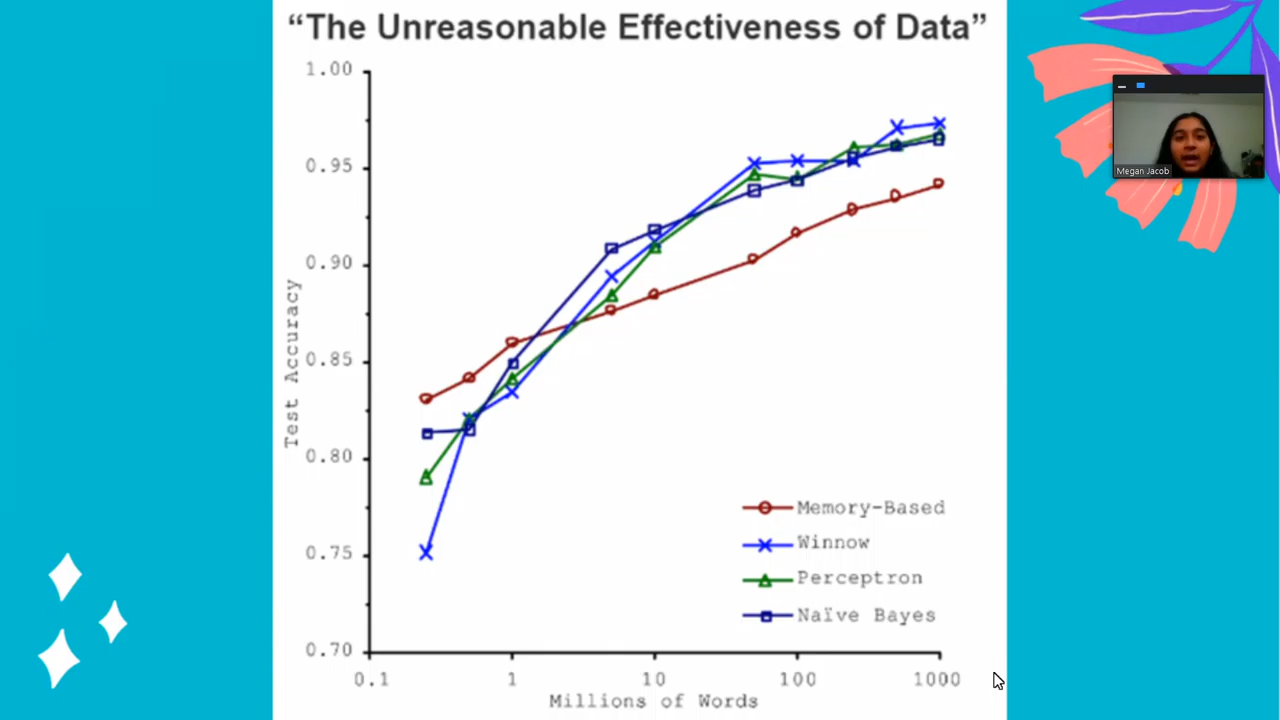 “The Unreasonable Effectiveness of Data”
1.00
0.95
0.90
0.85
0.80
0.75
0.70
Test Accuracy
Memory-Based
Winnow
Perceptron
Naïve Bayes
0.1 1 10 100 1000
Millions of Words
Megan Jacob